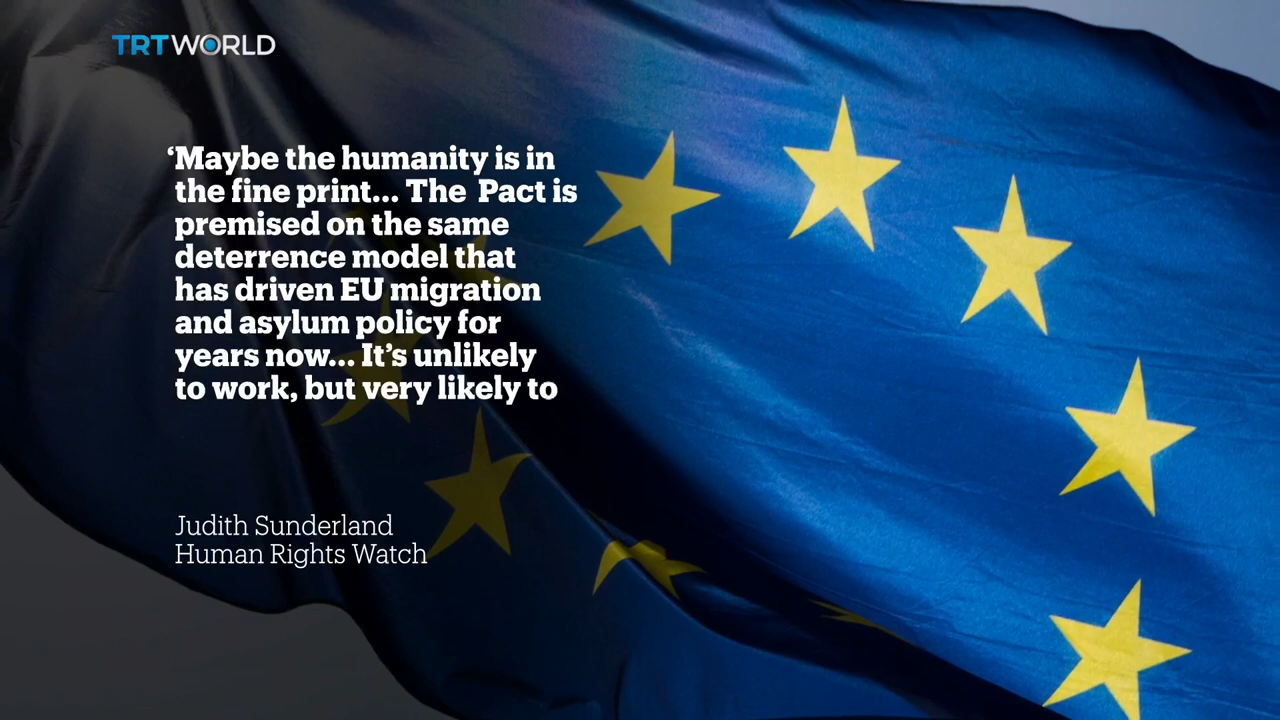 TRT WORLD
‘Maybe the humanity is in
the fine print... The Pact is
premised on the same
deterrence model that
has driven EU migration
and asylum policy for
years now... It’s unlikely
to work, but very likely to
Judith Sunderland
Human Rights Watch